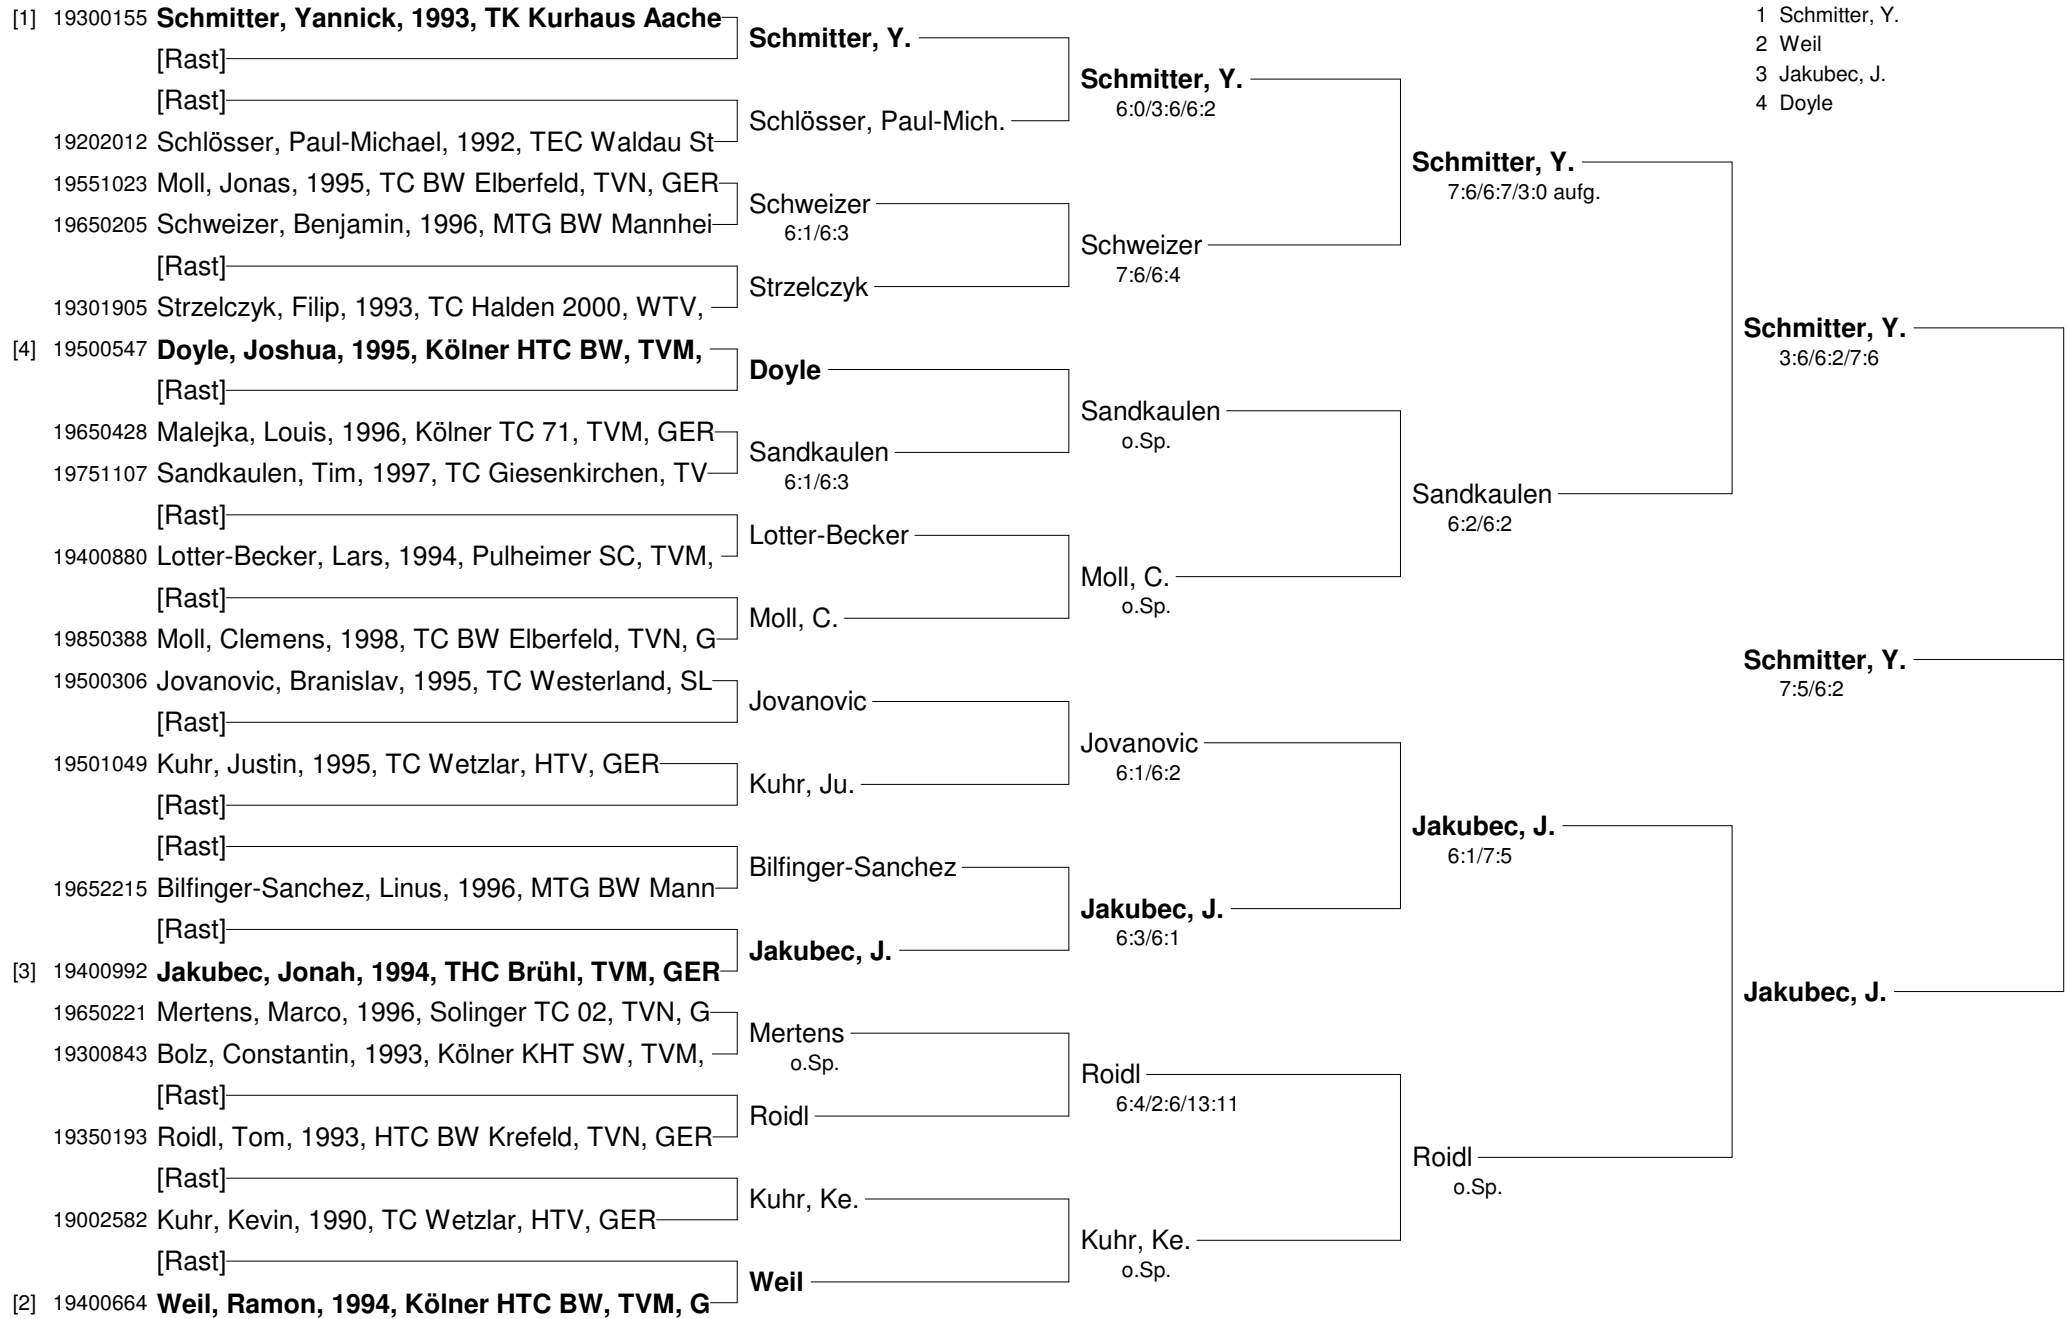 [1] 19300155 Schmitter, Yannick, 1993, TK Kurhaus Aache
[Rast]
[Rast]
19202012 Schlösser, Paul-Michael, 1992, TEC Waldau St
19551023 Moll, Jonas, 1995, TC BW Elberfeld, TVN, GER
19650205 Schweizer, Benjamin, 1996, MTG BW Mannhei
[Rast]
19301905 Strzelczyk, Filip, 1993, TC Halden 2000, WTV,
[4] 19500547 Doyle, Joshua, 1995, Kölner HTC BW, TVM,
[Rast]
19650428 Malejka, Louis, 1996, Kölner TC 71, TVM, GER
19751107 Sandkaulen, Tim, 1997, TC Giesenkirchen, TV
[Rast]
19400880 Lotter-Becker, Lars, 1994, Pulheimer SC, TVM,
[Rast]
19850388 Moll, Clemens, 1998, TC BW Elberfeld, TVN, G
19500306 Jovanovic, Branislav, 1995, TC Westerland, SL
[Rast]
19501049 Kuhr, Justin, 1995, TC Wetzlar, HTV, GER
[Rast]
[Rast]
19652215 Bilfinger-Sanchez, Linus, 1996, MTG BW Mann
[Rast]
[3] 19400992 Jakubec, Jonah, 1994, THC Brühl, TVM, GER
19650221 Mertens, Marco, 1996, Solinger TC 02, TVN, G
19300843 Bolz, Constantin, 1993, Kölner KHT SW, TVM,
[Rast]
19350193 Roidl, Tom, 1993, HTC BW Krefeld, TVN, GER
[Rast]
19002582 Kuhr, Kevin, 1990, TC Wetzlar, HTV, GER
[Rast]
[2] 19400664 Weil, Ramon, 1994, Kölner HTC BW, TVM, G
Schmitter, Y.
Schlösser, Paul-Mich.
Schweizer
6:1/6:3
Strzelczyk
Doyle
Sandkaulen
6:1/6:3
Lotter-Becker
Moll, C.
Jovanovic
Kuhr, Ju.
Bilfinger-Sanchez
Jakubec, J.
Mertens
o.Sp.
Roidl
Kuhr, Ke.
Weil
Schmitter, Y.
6:0/3:6/6:2
Schweizer
7:6/6:4
Sandkaulen
o.Sp.
Moll, C.
o.Sp.
Jovanovic
6:1/6:2
Jakubec, J.
6:3/6:1
Roidl
6:4/2:6/13:11
Kuhr, Ke.
o.Sp.
Schmitter, Y.
7:6/6:7/3:0 aufg.
Sandkaulen
6:2/6:2
Jakubec, J.
6:1/7:5
Roidl
o.Sp.
Schmitter, Y.
3:6/6:2/7:6
Schmitter, Y.
7:5/6:2
Jakubec, J.
1 Schmitter, Y.
2 Weil
3 Jakubec, J.
4 Doyle